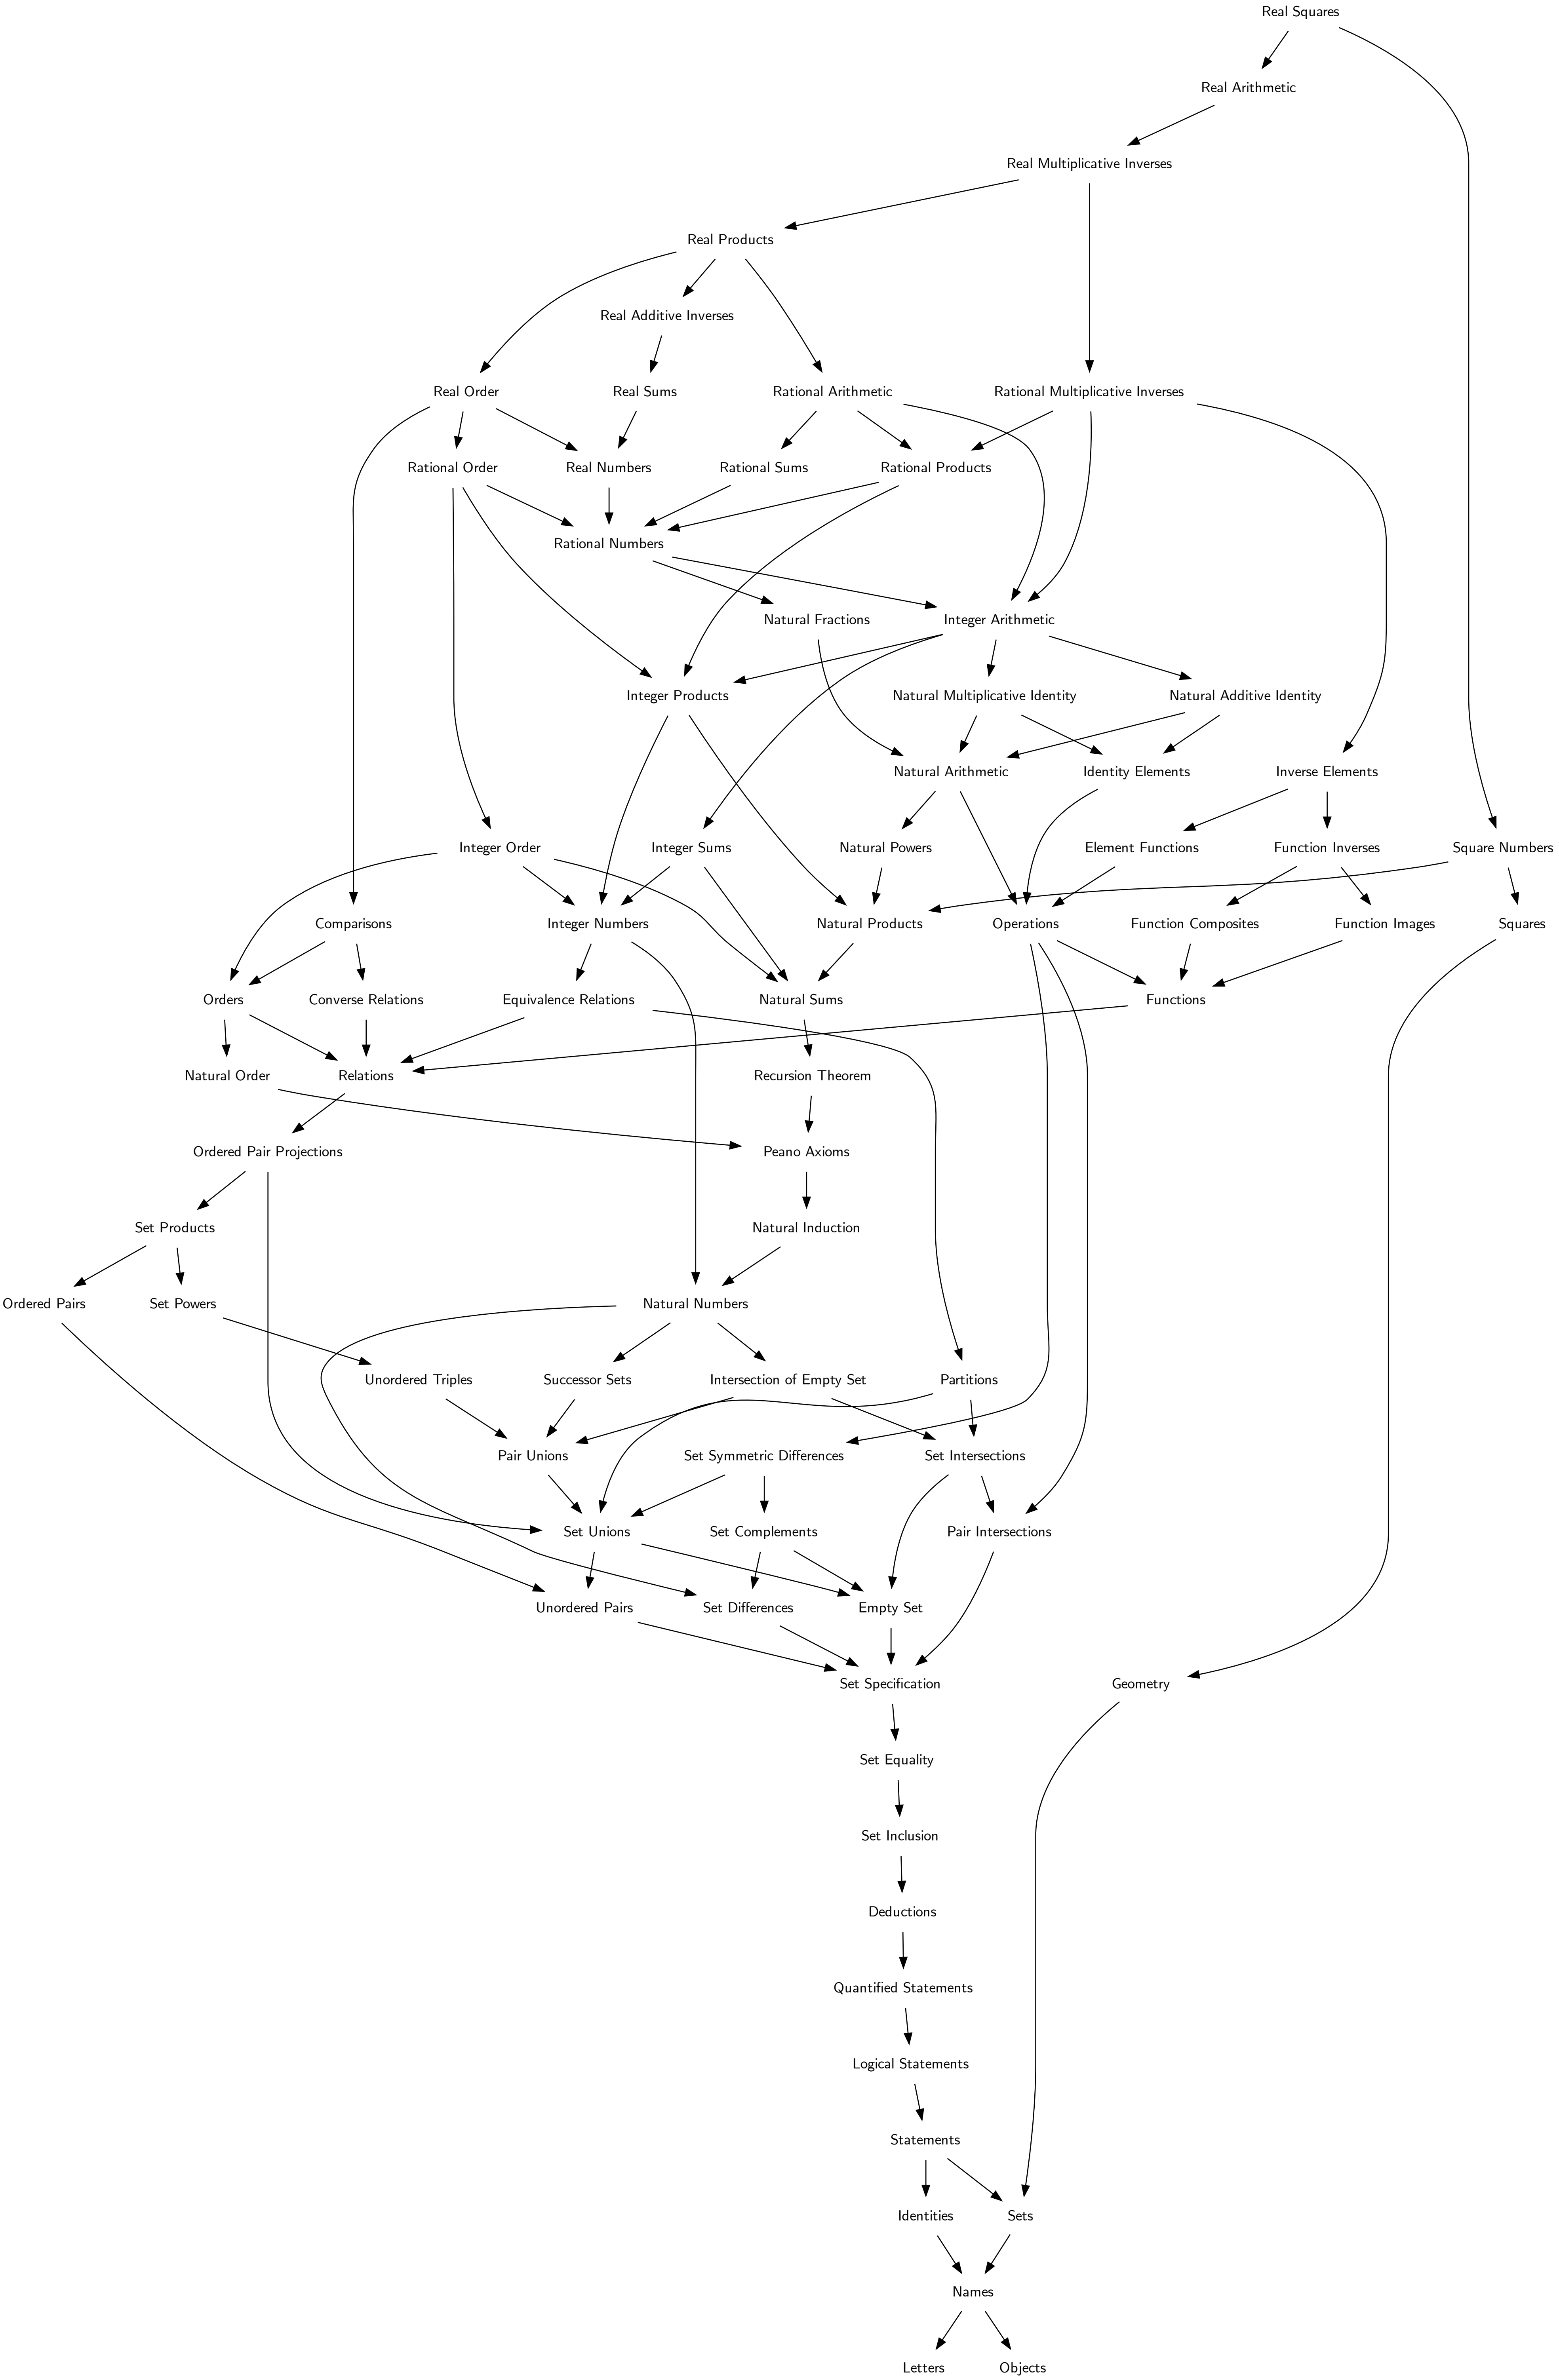 Real Squares
Real Arithmetic
Real Multiplicative Inverses
Real Products
Real Additive Inverses
Real Order
Real Sums
Rational Arithmetic
Rational Multiplicative Inverses
Rational Order
Real Numbers
Rational Sums
Rational Products
Rational Numbers
Natural Fractions
Integer Arithmetic
Integer Products
Natural Multiplicative Identity
Natural Additive Identity
Natural Arithmetic
Identity Elements
Inverse Elements
Integer Order
Integer Sums
Natural Powers
Element Functions
Function Inverses
Square Numbers
Comparisons
Integer Numbers
Natural Products
Operations
Function Composites
Function Images
Squares
Orders
Converse Relations
Equivalence Relations
Natural Sums
Functions
Natural Order
Relations
Recursion Theorem
Ordered Pair Projections
Peano Axioms
Set Products
Natural Induction
Ordered Pairs
Set Powers
Natural Numbers
Unordered Triples
Successor Sets
Intersection of Empty Set
Partitions
Pair Unions
Set Symmetric Differences
Set Intersections
Set Unions
Set Complements
Pair Intersections
Unordered Pairs
Set Differences
Empty Set
Set Specification
Geometry
Set Equality
Set Inclusion
Deductions
Quantified Statements
Logical Statements
Statements
Identities
Sets
Names
Letters
Objects